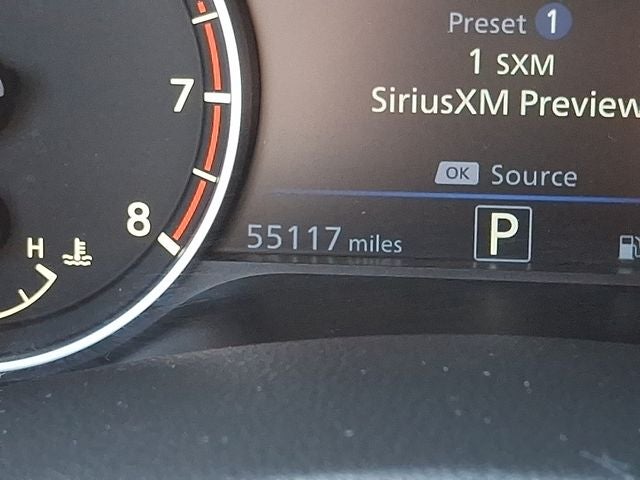 Preset 1
1 SXM
SiriusXM Preview
OK Source
7
8
H
55117 miles
P